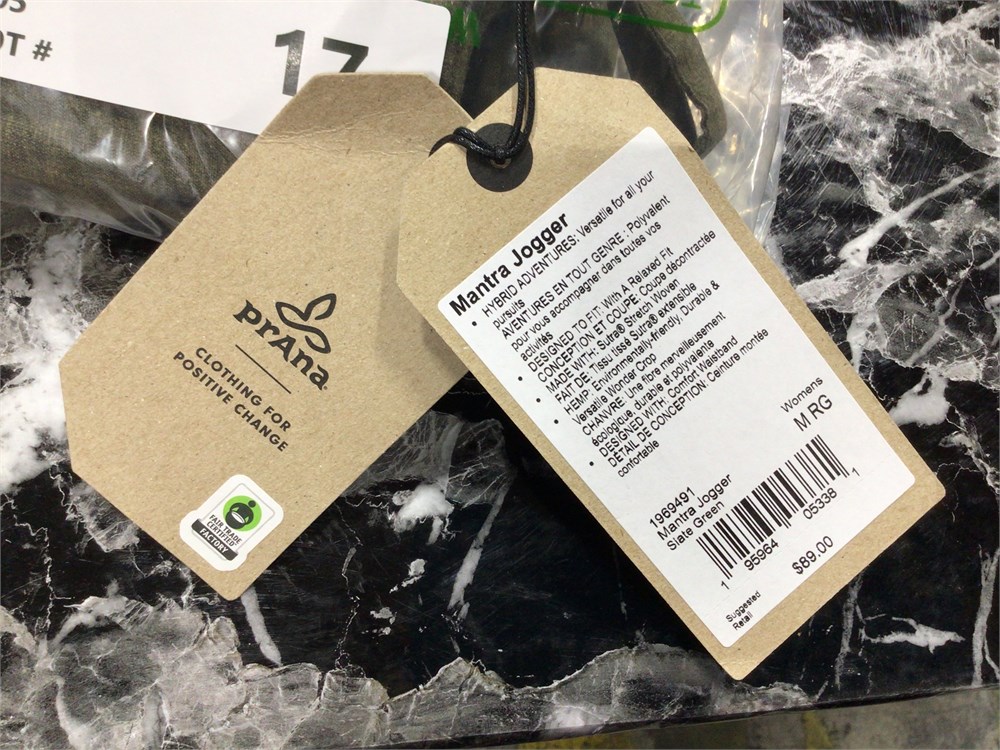 OT #
17
prAna
CLOTHING FOR
POSITIVE CHANGE
FAIR TRADE
CERTIFIED
FACTORY
Mantra Jogger
• HYBRID ADVENTURES: Versatile for all your
pursuits
AVENTURES EN TOUT GENRE : Polyvalent
pour vous accompagner dans toutes vos
activités
• DESIGNED TO FIT: With A Relaxed Fit
CONCEPTION ET COUPE: Coupe décontractée
• MADE WITH: Sutra® Stretch Woven
FAIT DE: Tissu tissé Sutra® extensible
• HEMP: Environmentally-friendly, Durable &
Versatile Wonder Crop
CHANVRE: Une fibre merveilleusement
écologique, durable et polyvalente
• DESIGNED WITH: Comfort Waistband
DÉTAIL DE CONCEPTION: Ceinture montée
confortable
Womens
M RG
1969491
Mantra Jogger
Slate Green
1 95964 05338 1
$89.00
Suggested
Retail